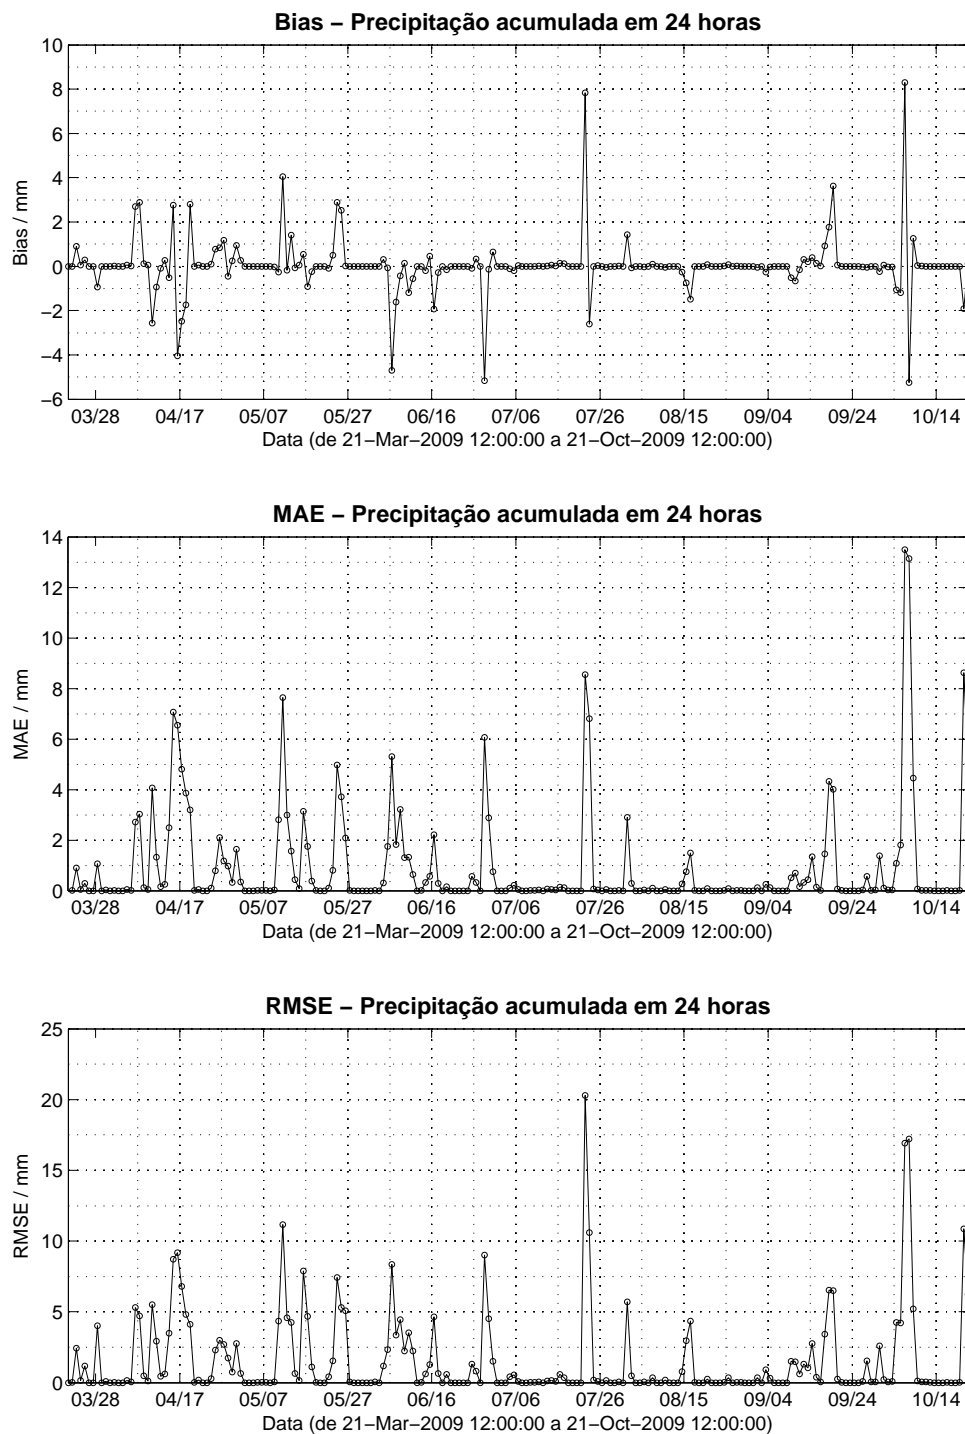 Bias − Precipitação acumulada em 24 horas
10
8
6
4
2
0
−2
−4
−6
Bias / mm
03/28 04/17 05/07 05/27 06/16 07/06 07/26 08/15 09/04 09/24 10/14
Data (de 21−Mar−2009 12:00:00 a 21−Oct−2009 12:00:00)
MAE − Precipitação acumulada em 24 horas
14
12
10
8
6
4
2
0
MAE / mm
03/28 04/17 05/07 05/27 06/16 07/06 07/26 08/15 09/04 09/24 10/14
Data (de 21−Mar−2009 12:00:00 a 21−Oct−2009 12:00:00)
RMSE − Precipitação acumulada em 24 horas
25
20
15
10
5
0
RMSE / mm
03/28 04/17 05/07 05/27 06/16 07/06 07/26 08/15 09/04 09/24 10/14
Data (de 21−Mar−2009 12:00:00 a 21−Oct−2009 12:00:00)